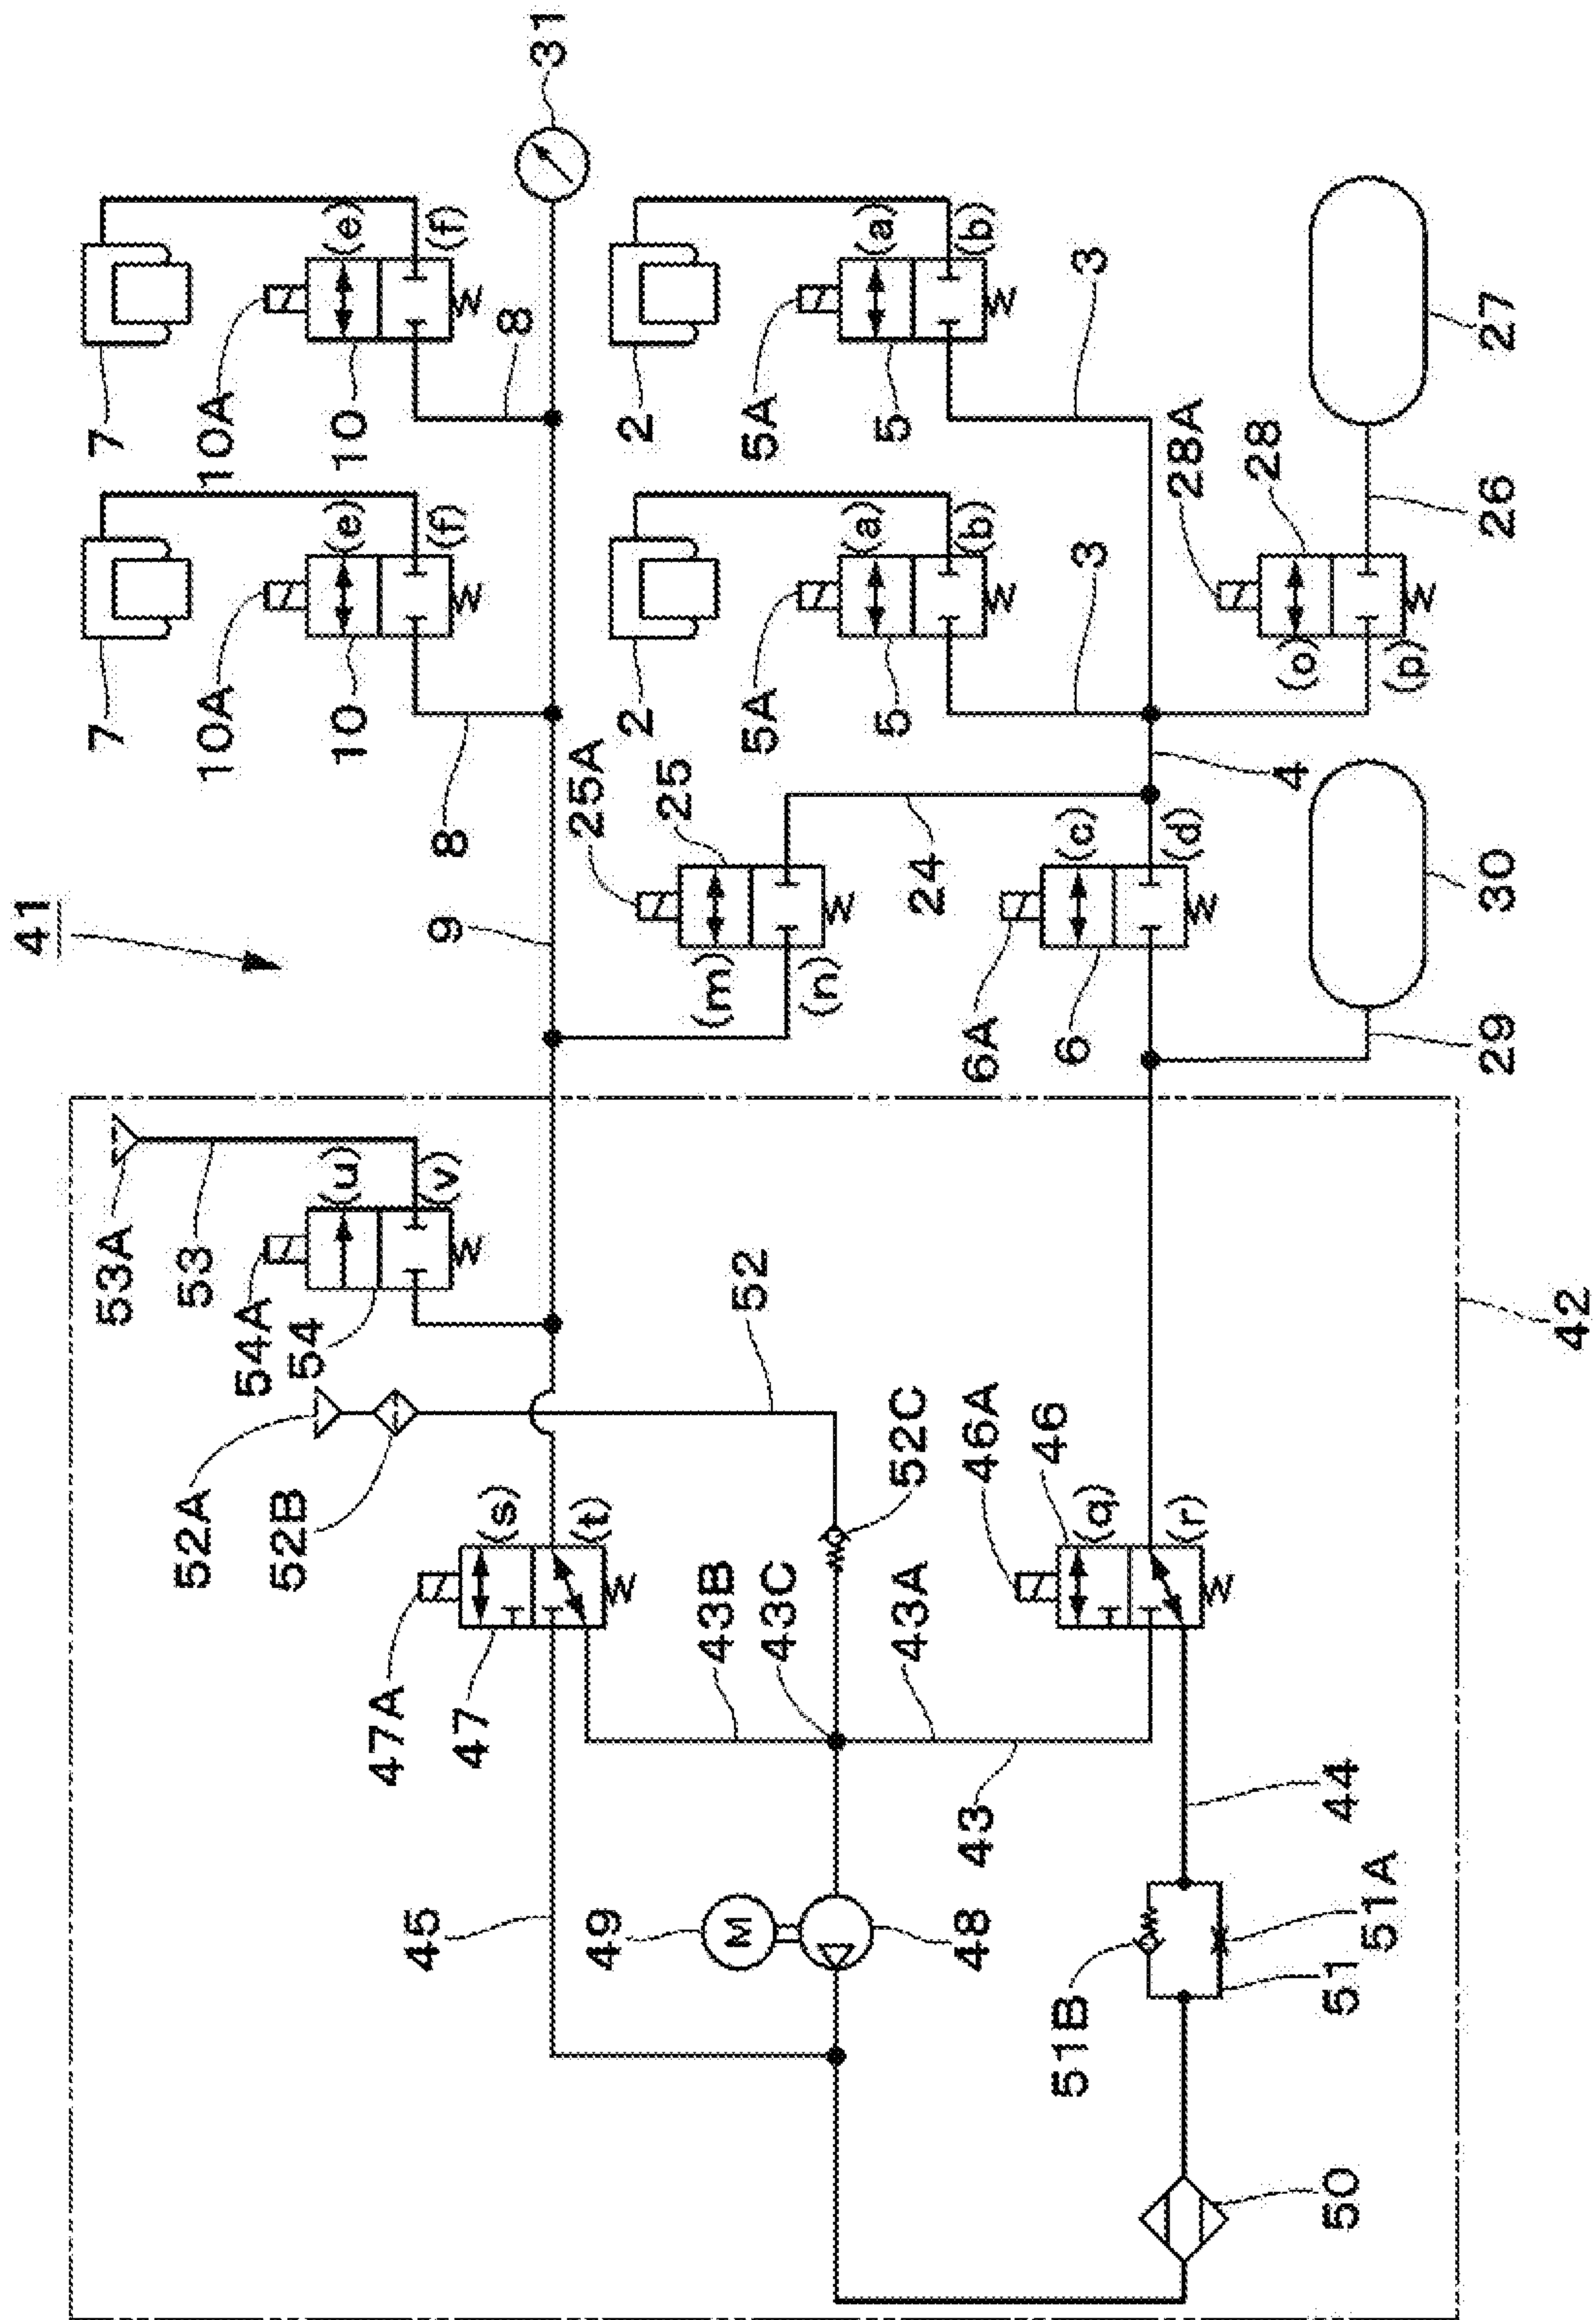 41
31
7
10A
10
(e)
(f)
8
7
10A
10
(e)
(f)
8
9
2
5A
5
(a)
(b)
3
2
5A
5
(a)
(b)
3
25A
25
(m)
(n)
24
6A
6
(c)
(d)
4
28A
28
(o)
(p)
26
27
29
30
53A
53
54A
54
(u)
(v)
52
52A
52B
52C
47A
47
(s)
(t)
43B
43C
43A
43
46A
46
(q)
(r)
42
45
49
M
48
44
51B
51
51A
50